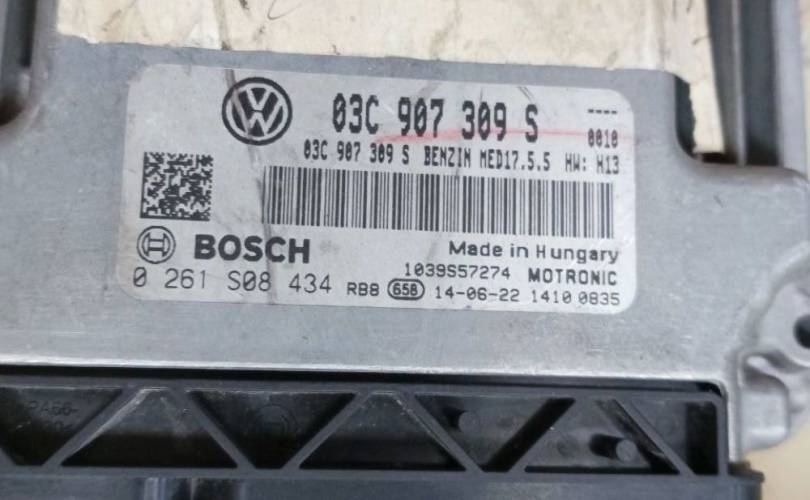 03C 907 309 S ----
0010
03C 907 309 S BENZIN MED17.5.5 HW: H13
BOSCH
Made in Hungary
1039S57274 MOTRONIC
0 261 S08 434 RB8 658 14-06-22 1410 0835